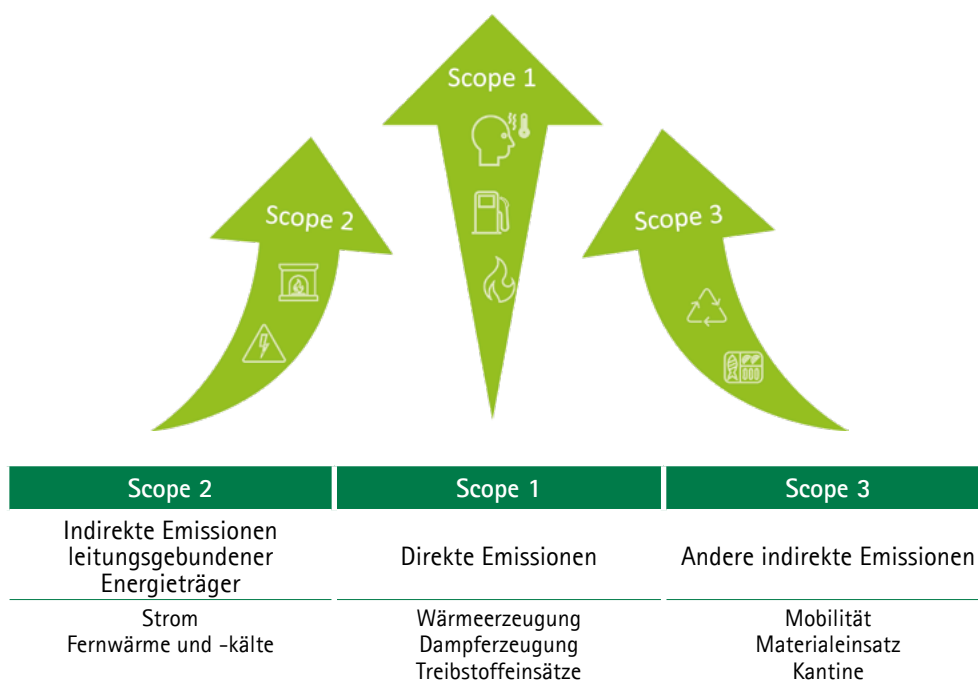 Scope 1
Scope 2
Scope 3
Scope 2
Scope 1
Scope 3
Indirekte Emissionen
leitungsgebundener
Energieträger
Direkte Emissionen
Andere indirekte Emissionen
Strom
Fernwärme und -kälte
Wärmeerzeugung
Dampferzeugung
Treibstoffeinsätze
Mobilität
Materialeinsatz
Kantine